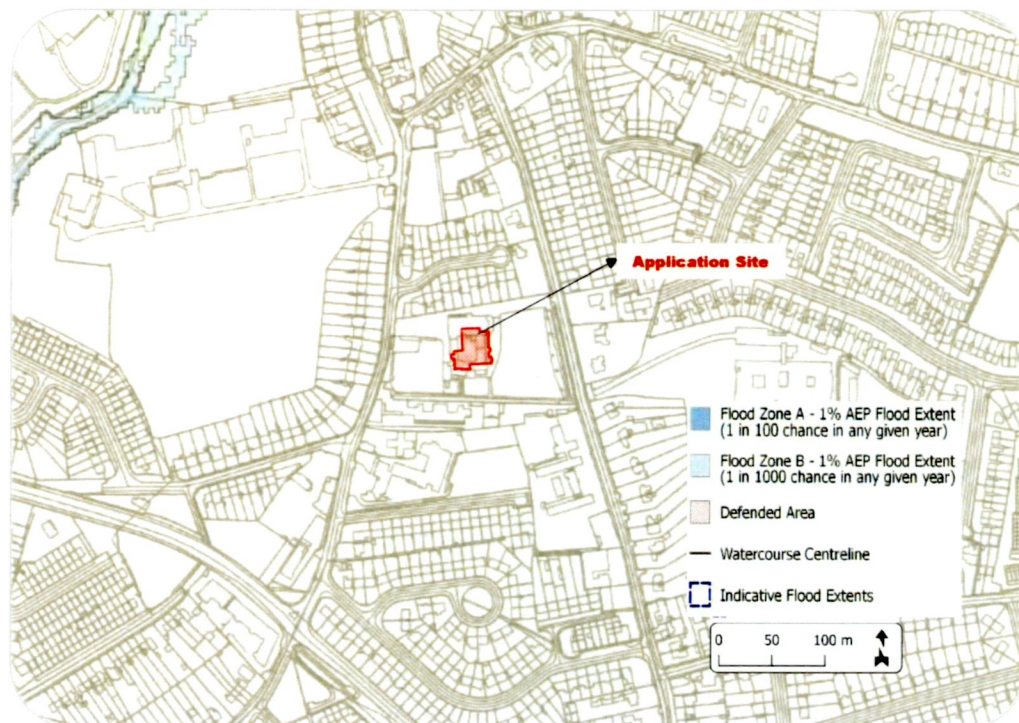 Application Site
Flood Zone A - 1% AEP Flood Extent
(1 in 100 chance in any given year)
Flood Zone B - 1% AEP Flood Extent
(1 in 1000 chance in any given year)
Defended Area
Watercourse Centreline
Indicative Flood Extents
0 50 100 m